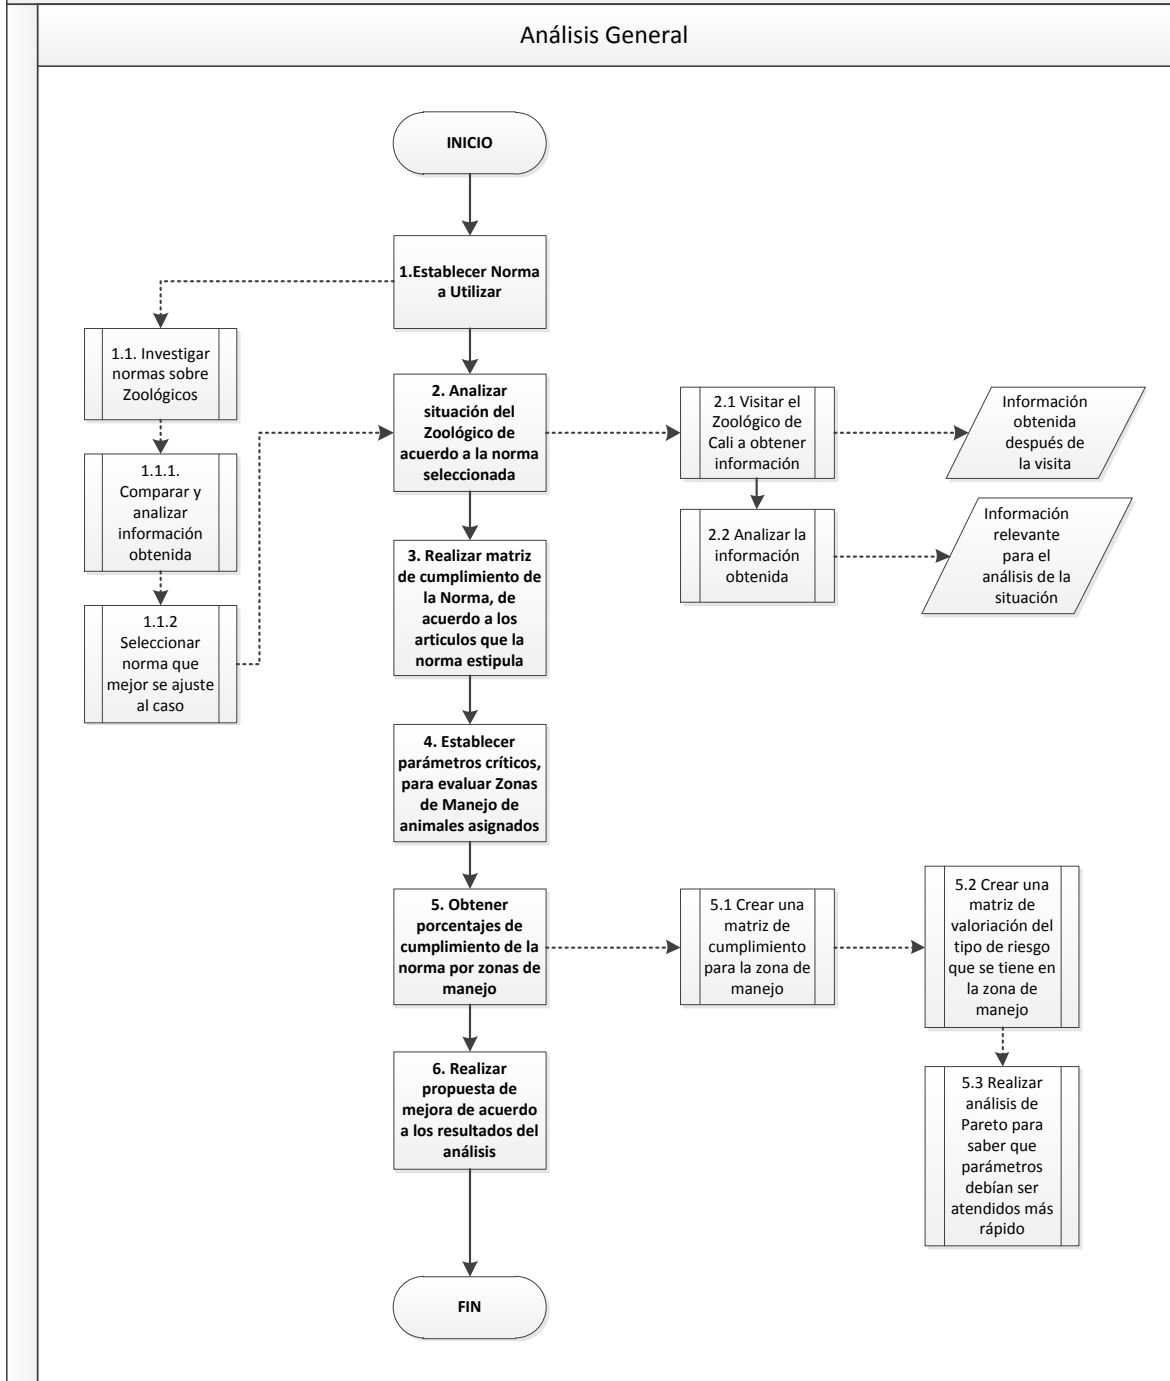 Análisis General
INICIO
1.Establecer Norma
a Utilizar
1.1. Investigar
normas sobre
Zoológicos
1.1.1.
Comparar y
analizar
información
obtenida
1.1.2
Seleccionar
norma que
mejor se ajuste
al caso
2. Analizar
situación del
Zoológico de
acuerdo a la norma
seleccionada
2.1 Visitar el
Zoológico de
Cali a obtener
información
Información
obtenida
después de
la visita
2.2 Analizar la
información
obtenida
Información
relevante
para el
análisis de la
situación
3. Realizar matriz
de cumplimiento de
la Norma, de
acuerdo a los
articulos que la
norma estipula
4. Establecer
parámetros críticos,
para evaluar Zonas
de Manejo de
animales asignados
5. Obtener
porcentajes de
cumplimiento de la
norma por zonas de
manejo
5.1 Crear una
matriz de
cumplimiento
para la zona de
manejo
5.2 Crear una
matriz de
valoriación del
tipo de riesgo
que se tiene en
la zona de
manejo
5.3 Realizar
análisis de
Pareto para
saber que
parámetros
debían ser
atendidos más
rápido
6. Realizar
propuesta de
mejora de acuerdo
a los resultados del
análisis
FIN